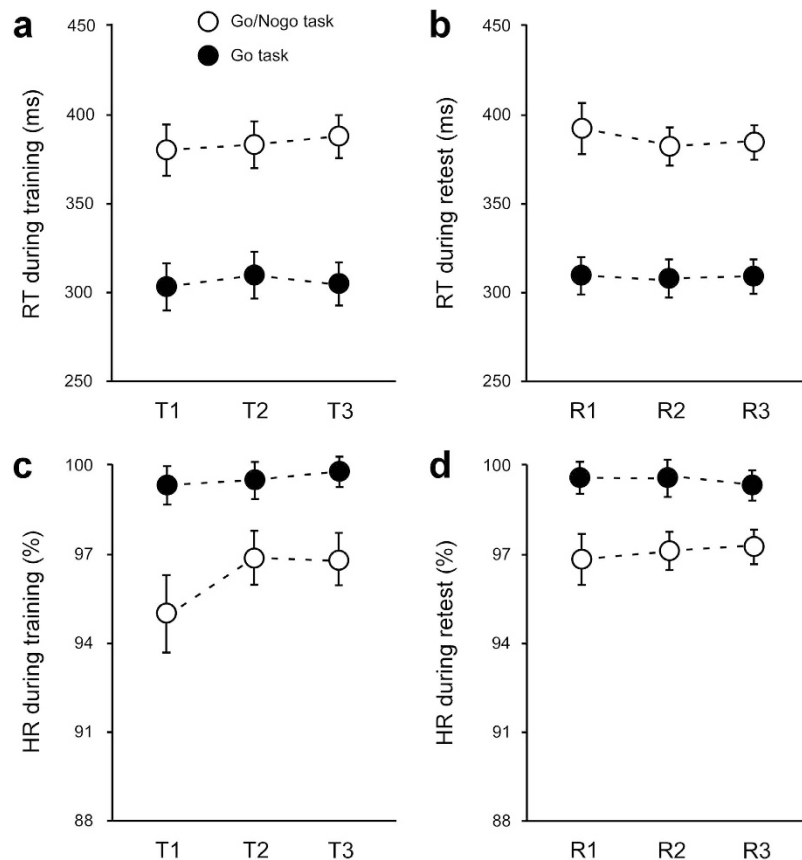 a
Go/Nogo task
Go task
RT during training (ms)
450
400
350
300
250
T1 T2 T3
b
RT during retest (ms)
450
400
350
300
250
R1 R2 R3
c
HR during training (%)
100
97
94
91
88
T1 T2 T3
d
HR during retest (%)
100
97
94
91
88
R1 R2 R3